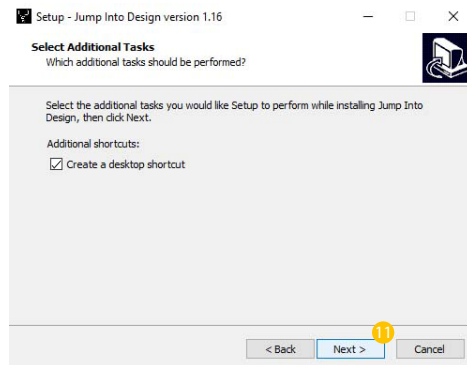 Setup - Jump Into Design version 1.16
Select Additional Tasks
Which additional tasks should be performed?
Select the additional tasks you would like Setup to perform while installing Jump Into
Design, then click Next.
Additional shortcuts:
Create a desktop shortcut
11
< Back Next > Cancel